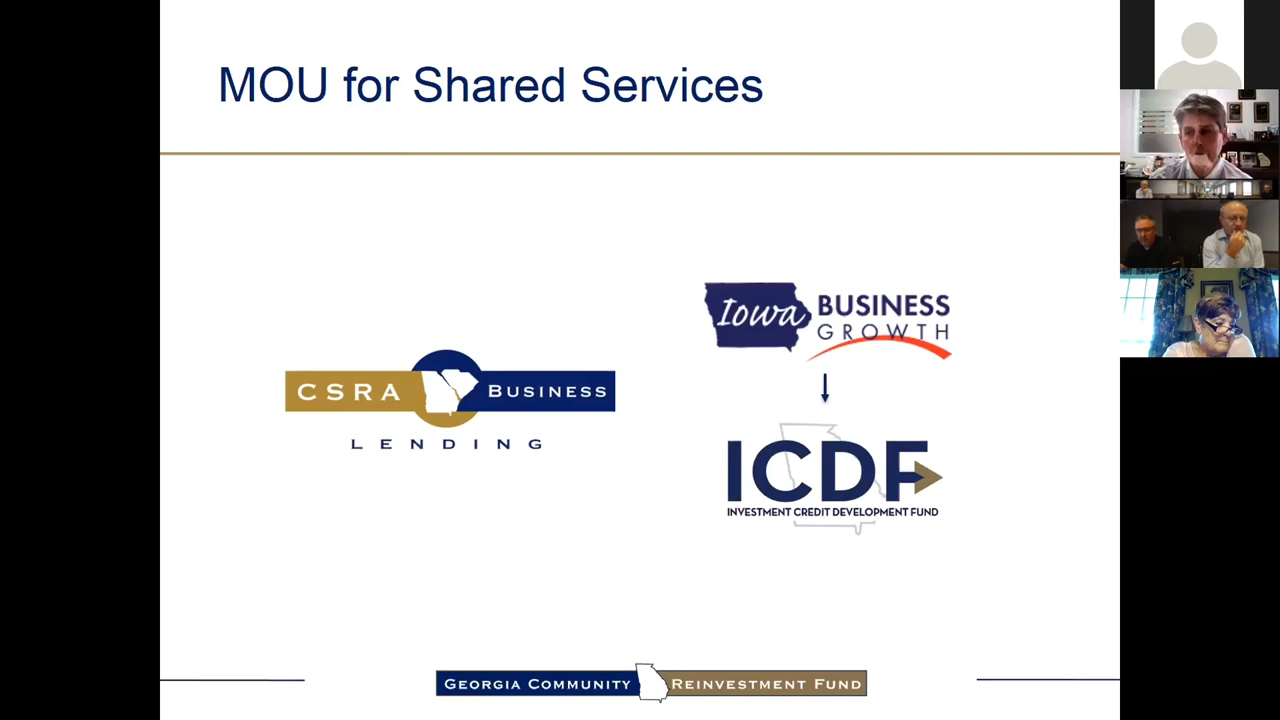 MOU for Shared Services
CSRA BUSINESS
LENDING
Iowa BUSINESS
GROWTH
ICDF
INVESTMENT CREDIT DEVELOPMENT FUND
GEORGIA COMMUNITY REINVESTMENT FUND